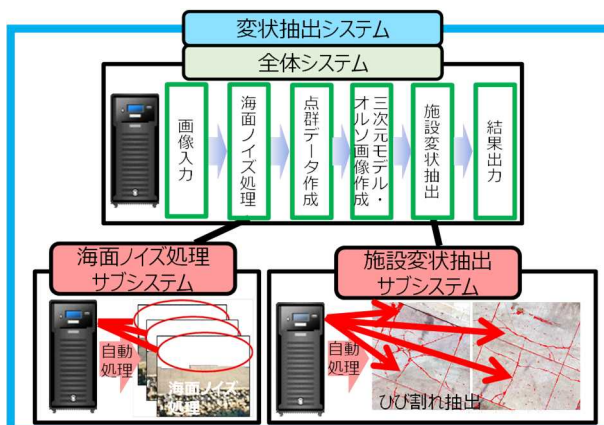 変状抽出システム
全体システム
画像入力
海面ノイズ処理
点群データ作成
三次元モデル・
オルソ画像作成
施設変状抽出
結果出力
海面ノイズ処理
サブシステム
自動
処理
海面ノイズ
処理
施設変状抽出
サブシステム
自動
処理
ひび割れ抽出